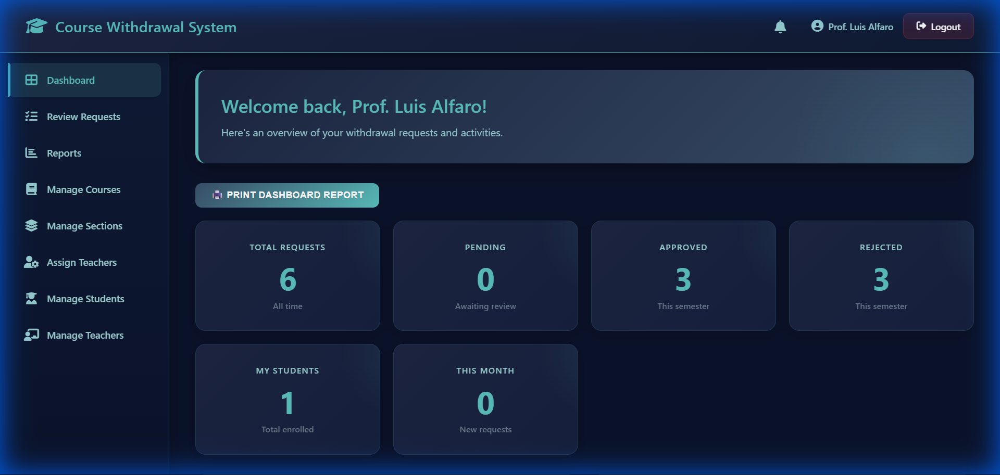 Course Withdrawal System
Prof. Luis Alfaro
Logout
Dashboard
Review Requests
Reports
Manage Courses
Manage Sections
Assign Teachers
Manage Students
Manage Teachers
Welcome back, Prof. Luis Alfaro!
Here's an overview of your withdrawal requests and activities.
PRINT DASHBOARD REPORT
TOTAL REQUESTS
6
All time
PENDING
0
Awaiting review
APPROVED
3
This semester
REJECTED
3
This semester
MY STUDENTS
1
Total enrolled
THIS MONTH
0
New requests